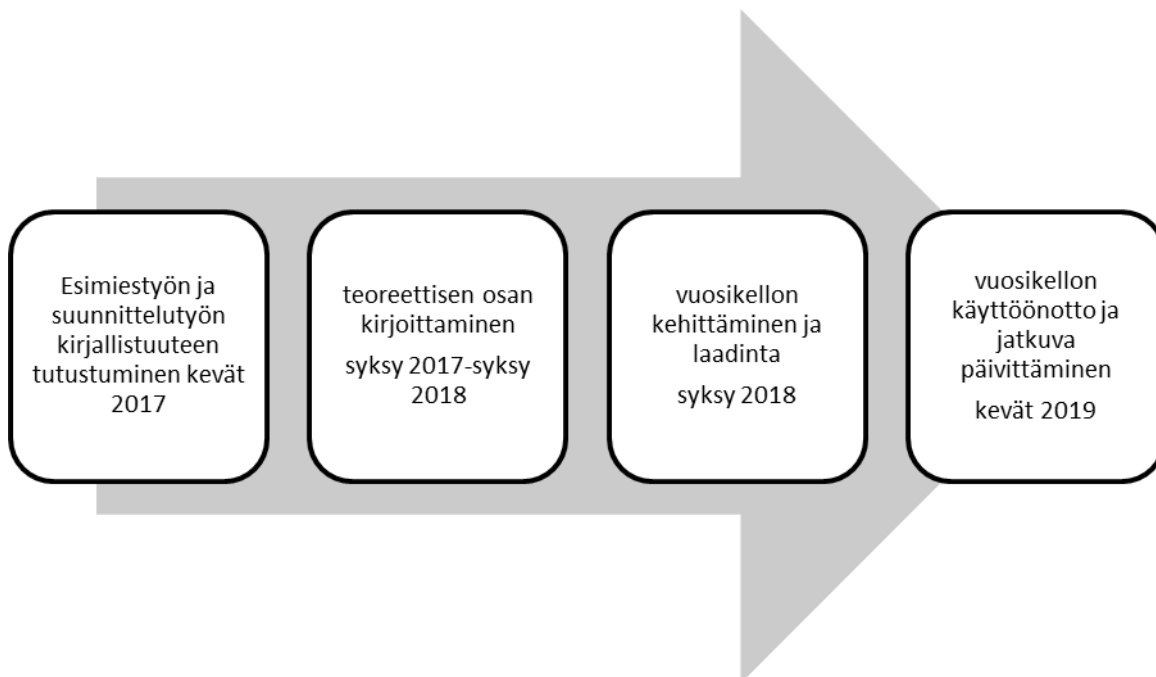 Esimiestyön ja
suunnittelutyön
kirjallistuuteen
tutustuminen kevät
2017
teoreettisen osan
kirjoittaminen
syksy 2017-syksy
2018
vuosikellon
kehittäminen ja
laadinta
syksy 2018
vuosikellon
käyttöönotto ja
jatkuva
päivittäminen
kevät 2019